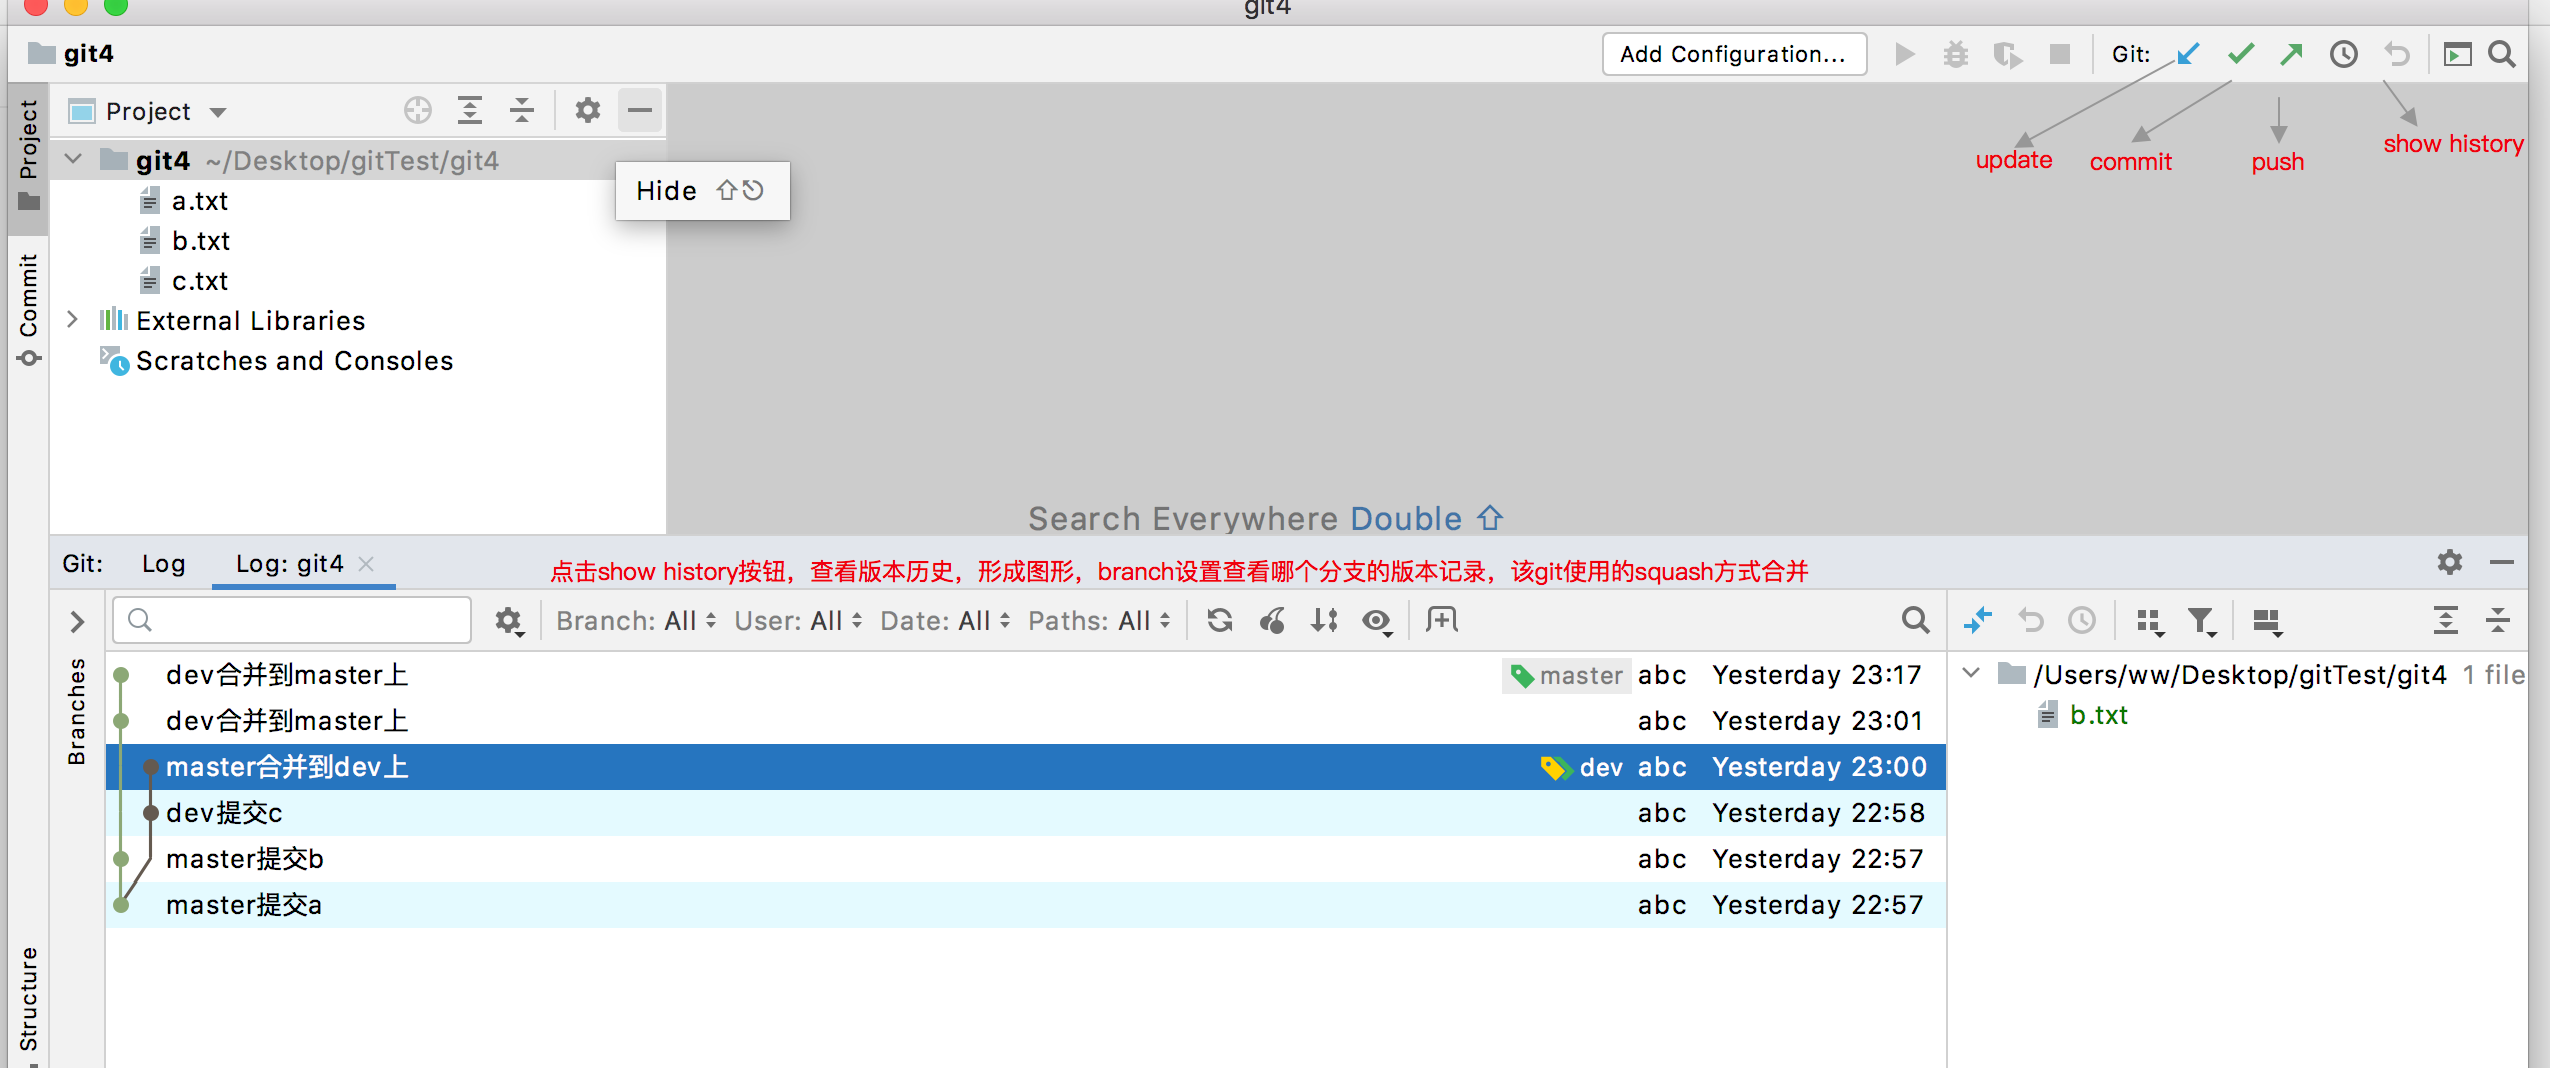 git4
git4
Add Configuration...
Git:
Project
Project
git4 ~/Desktop/gitTest/git4
Hide ⇧⎋
a.txt
b.txt
c.txt
External Libraries
Scratches and Consoles
Commit
Structure
update
commit
push
show history
Search Everywhere Double ⇧
Git: Log Log: git4
点击show history按钮，查看版本历史，形成图形，branch设置查看哪个分支的版本记录，该git使用的squash方式合并
Branch: All User: All Date: All Paths: All
Branches
dev合并到master上 master abc Yesterday 23:17
dev合并到master上 abc Yesterday 23:01
master合并到dev上 dev abc Yesterday 23:00
dev提交c abc Yesterday 22:58
master提交b abc Yesterday 22:57
master提交a abc Yesterday 22:57
/Users/ww/Desktop/gitTest/git4 1 file
b.txt